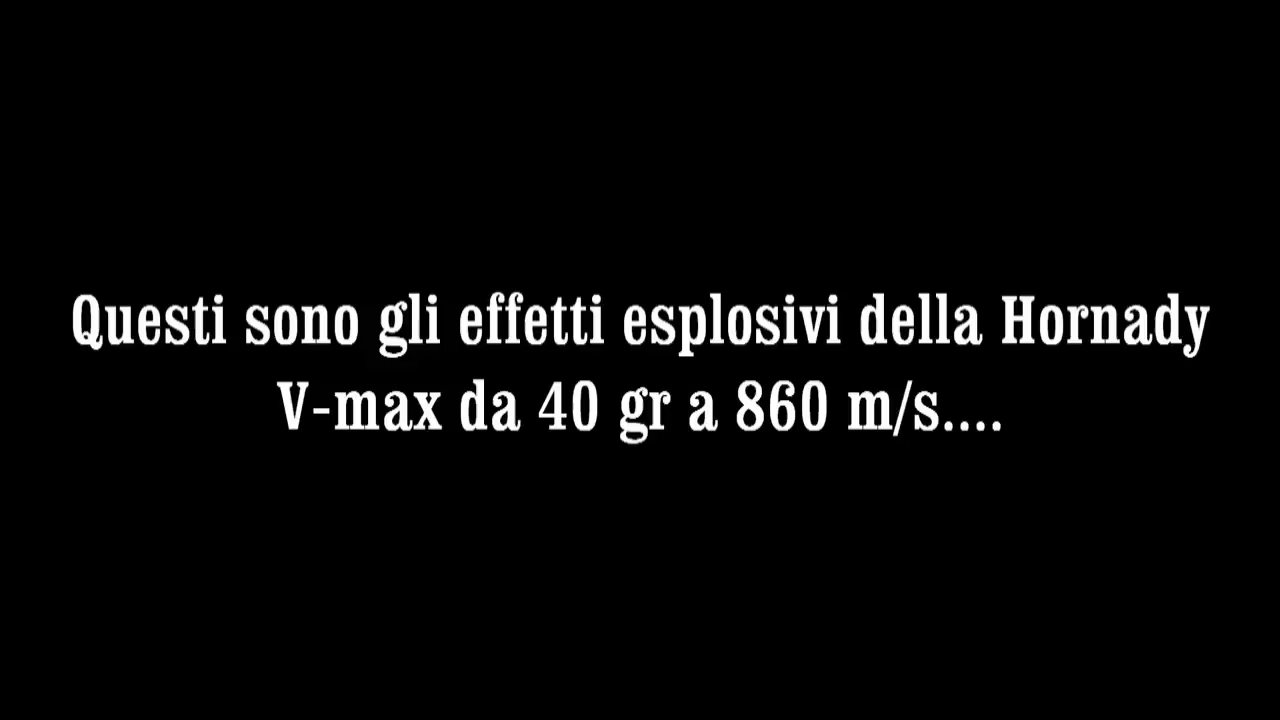 Questi sono gli effetti esplosivi della Hornady
V-max da 40 gr a 860 m/s....